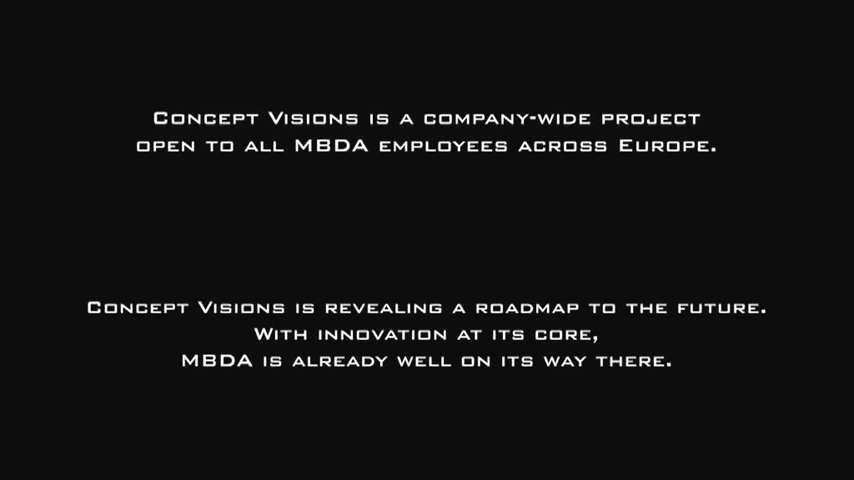 Concept Visions is a company-wide project
open to all MBDA employees across Europe.
Concept Visions is revealing a roadmap to the future.
With innovation at its core,
MBDA is already well on its way there.